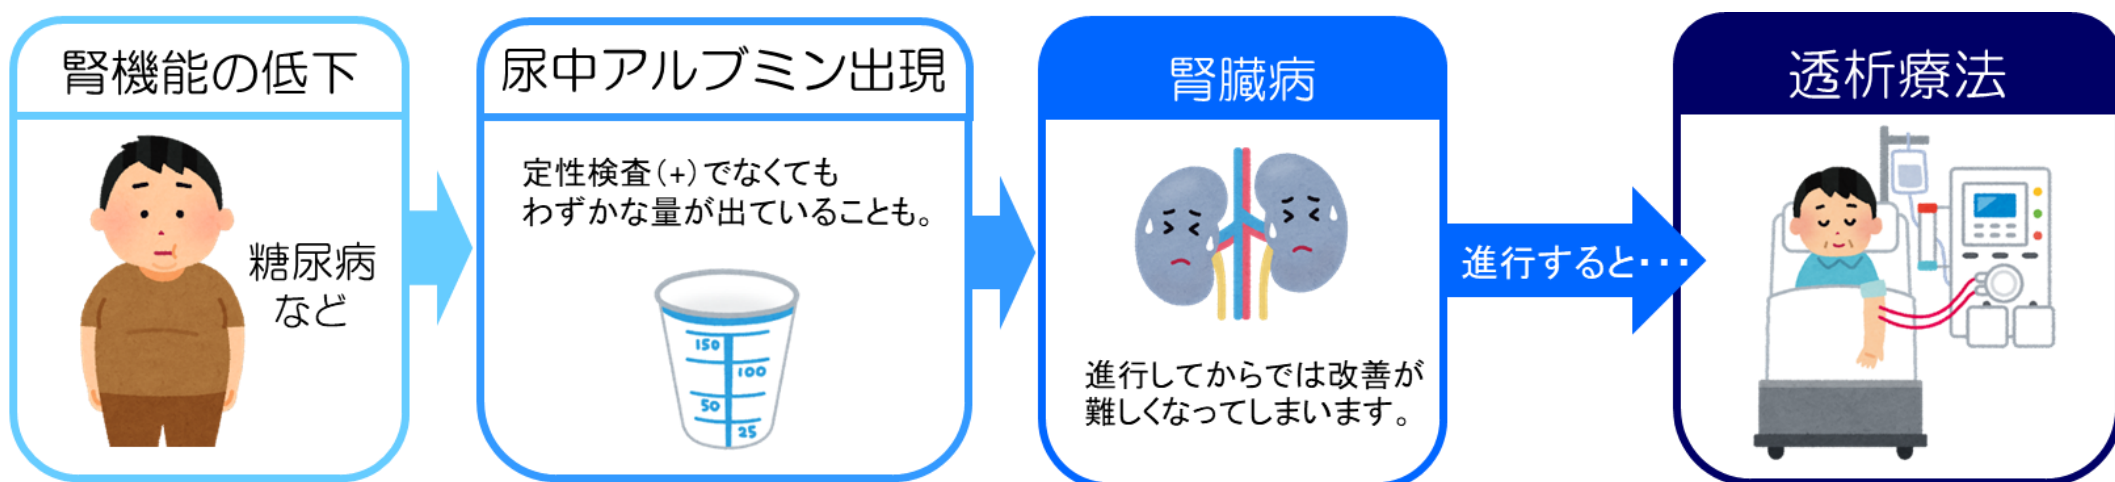 腎機能の低下
糖尿病
など
尿中アルブミン出現
定性検査(+)でなくても
わずかな量が出ていることも。
150
100
50
25
腎臓病
進行してからでは改善が
難しくなってしまいます。
進行すると・・・
透析療法